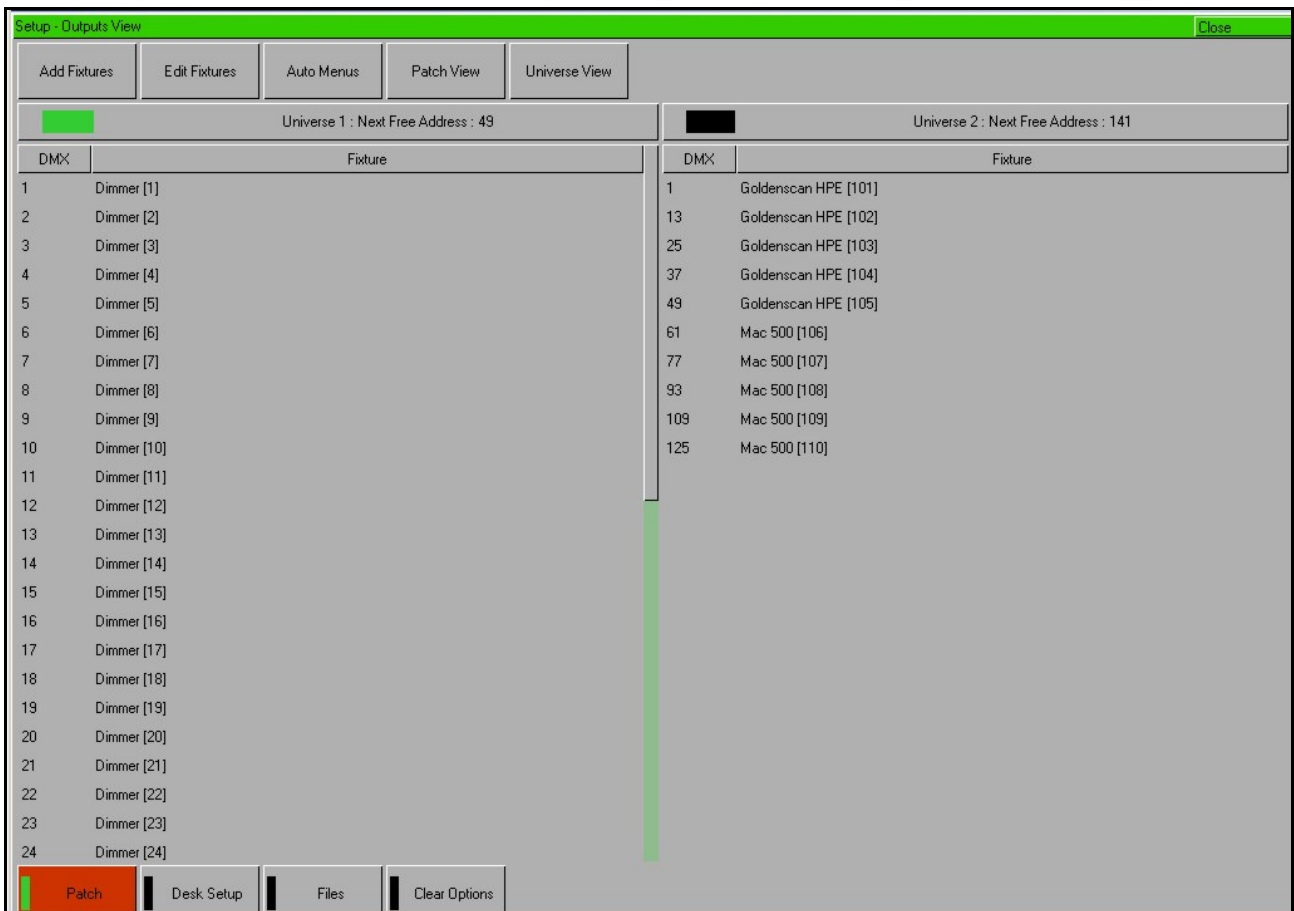 Setup - Outputs View Close
Add Fixtures Edit Fixtures Auto Menus Patch View Universe View
Universe 1 : Next Free Address : 49 Universe 2 : Next Free Address : 141
DMX Fixture DMX Fixture
1 Dimmer [1] 1 Goldenscan HPE [101]
2 Dimmer [2] 13 Goldenscan HPE [102]
3 Dimmer [3] 25 Goldenscan HPE [103]
4 Dimmer [4] 37 Goldenscan HPE [104]
5 Dimmer [5] 49 Goldenscan HPE [105]
6 Dimmer [6] 61 Mac 500 [106]
7 Dimmer [7] 77 Mac 500 [107]
8 Dimmer [8] 93 Mac 500 [108]
9 Dimmer [9] 109 Mac 500 [109]
10 Dimmer [10] 125 Mac 500 [110]
11 Dimmer [11]
12 Dimmer [12]
13 Dimmer [13]
14 Dimmer [14]
15 Dimmer [15]
16 Dimmer [16]
17 Dimmer [17]
18 Dimmer [18]
19 Dimmer [19]
20 Dimmer [20]
21 Dimmer [21]
22 Dimmer [22]
23 Dimmer [23]
24 Dimmer [24]
Patch Desk Setup Files Clear Options